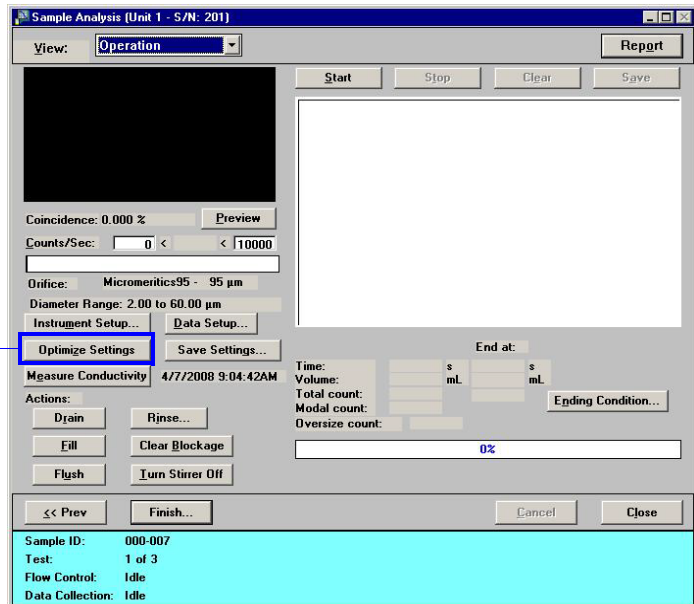 Sample Analysis (Unit 1 - S/N: 201)
View: Operation Report
Start Stop Clear Save
Coincidence: 0.000 % Preview
Counts/Sec: 0 < < 10000
Orifice: Micromeritics95 - 95 µm
Diameter Range: 2.00 to 60.00 µm
Instrument Setup... Data Setup...
Optimize Settings Save Settings...
Measure Conductivity 4/7/2008 9:04:42AM
Actions:
Drain Rinse...
Fill Clear Blockage
Flush Turn Stirrer Off
End at:
Time: s s
Volume: mL mL
Total count:
Modal count:
Oversize count:
Ending Condition...
0%
<< Prev Finish... Cancel Close
Sample ID: 000-007
Test: 1 of 3
Flow Control: Idle
Data Collection: Idle